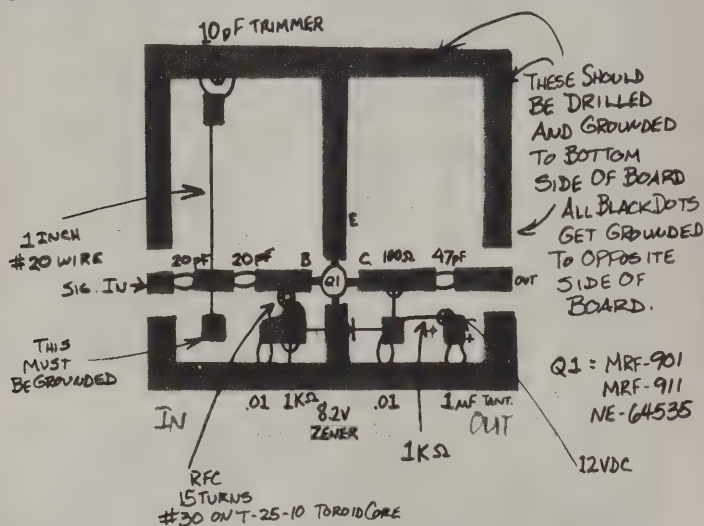 10pF TRIMMER
THESE SHOULD
BE DRILLED
AND GROUNDED
TO BOTTOM
SIDE OF BOARD
ALL BLACK DOTS
GET GROUNDED
TO OPPOSITE
SIDE OF
BOARD.
E
1 INCH
#20 WIRE
20pF 20pF B Q1 C 100Ω 47pF
SIG. IN OUT
THIS
MUST
BE GROUNDED
Q1 = MRF-901
MRF-911
NE-64535
+ +
IN .01 1KΩ 8.2V .01 1KΩ 1µF TANT. OUT
ZENER
12VDC
RFC
15 TURNS
#30 ON T-25-10 TOROID CORE